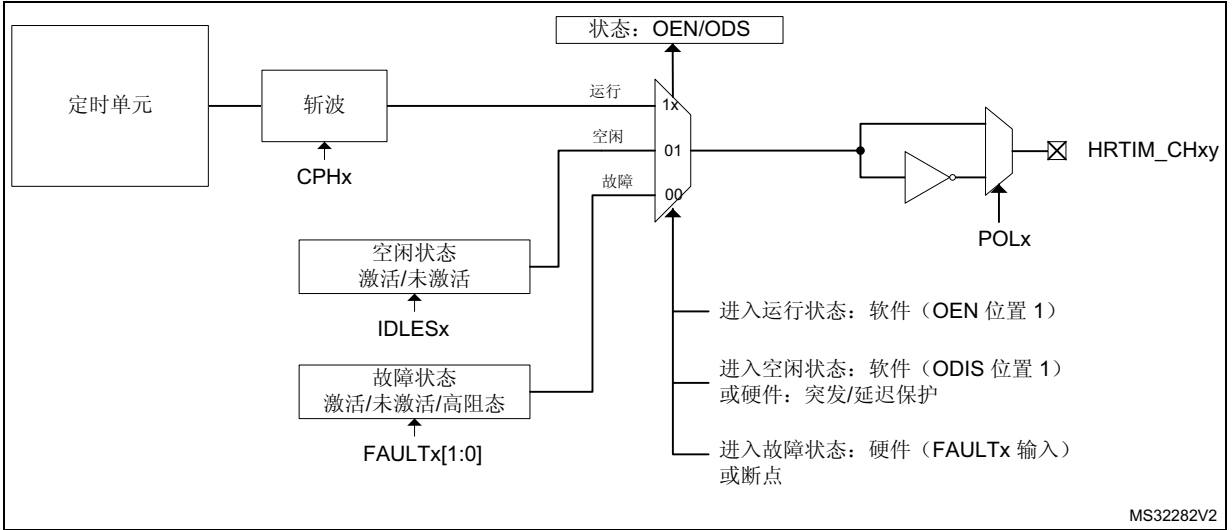 状态：OEN/ODS
定时单元
斩波
CPHx
运行
空闲
故障
1x
01
00
HRTIM_CHxy
POLx
空闲状态
激活/未激活
IDLESx
故障状态
激活/未激活/高阻态
FAULTx[1:0]
进入运行状态：软件（OEN 位置 1）
进入空闲状态：软件（ODIS 位置 1）
或硬件：突发/延迟保护
进入故障状态：硬件（FAULTx 输入）
或断点
MS32282V2